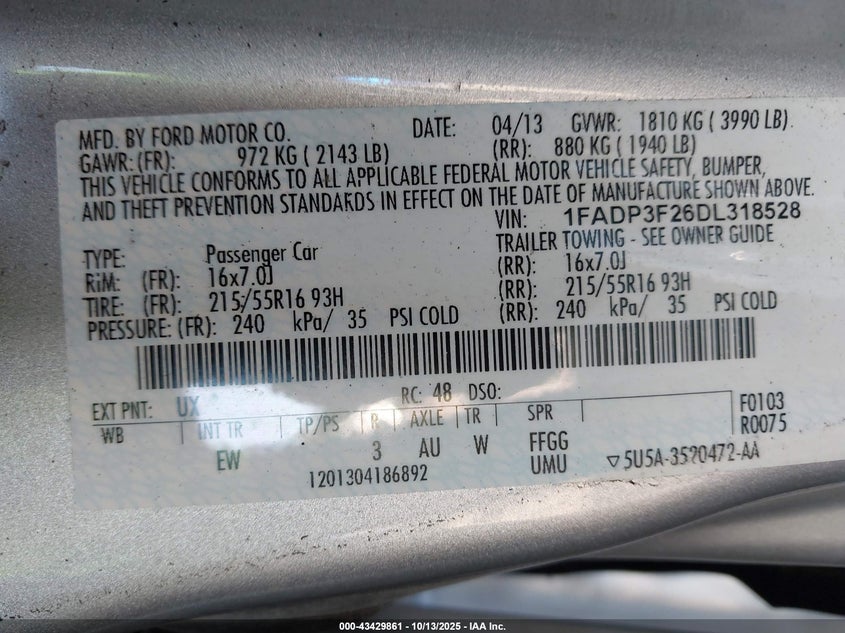 MFD. BY FORD MOTOR CO. DATE: 04/13 GVWR: 1810 KG ( 3990 LB)
GAWR: (FR): 972 KG ( 2143 LB) (RR): 880 KG ( 1940 LB)
THIS VEHICLE CONFORMS TO ALL APPLICABLE FEDERAL MOTOR VEHICLE SAFETY, BUMPER,
AND THEFT PREVENTION STANDARDS IN EFFECT ON THE DATE OF MANUFACTURE SHOWN ABOVE.
VIN: 1FADP3F26DL318528
TRAILER TOWING - SEE OWNER GUIDE
TYPE: Passenger Car
RIM: (FR): 16x7.0J (RR): 16x7.0J
TIRE: (FR): 215/55R16 93H (RR): 215/55R16 93H
PRESSURE: (FR): 240 kPa/ 35 PSI COLD (RR): 240 kPa/ 35 PSI COLD
EXT PNT: UX RC: 48 DSO:
WB INT TR TP/PS R AXLE TR SPR F0103
R0075
EW 3 AU W FFGG
UMU
1201304186892
▽5U5A-3520472-AA
000-43429861 - 10/13/2025 - IAA Inc.